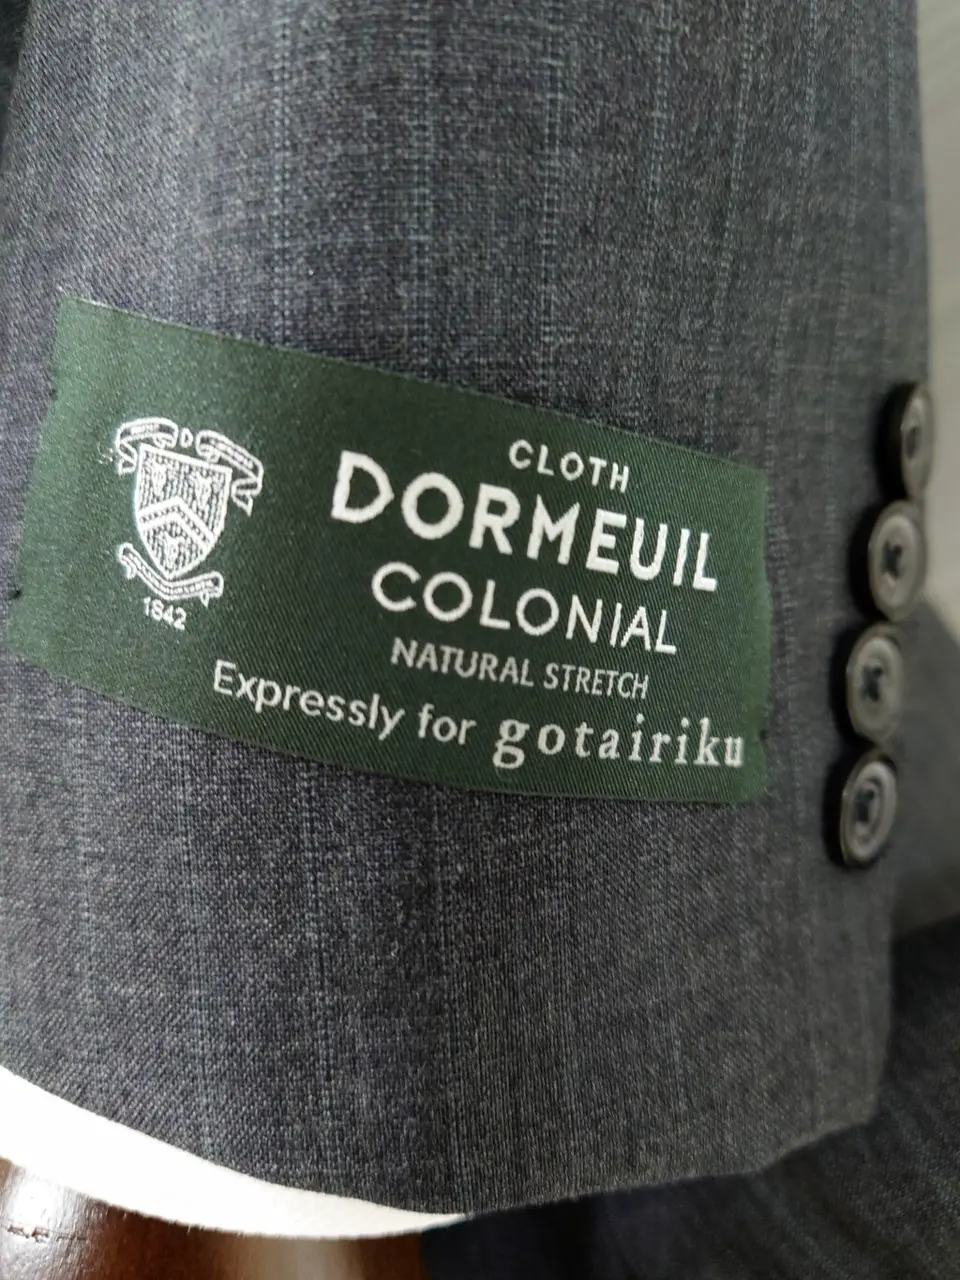 D
1842
CLOTH
DORMEUIL
COLONIAL
NATURAL STRETCH
Expressly for gotairiku